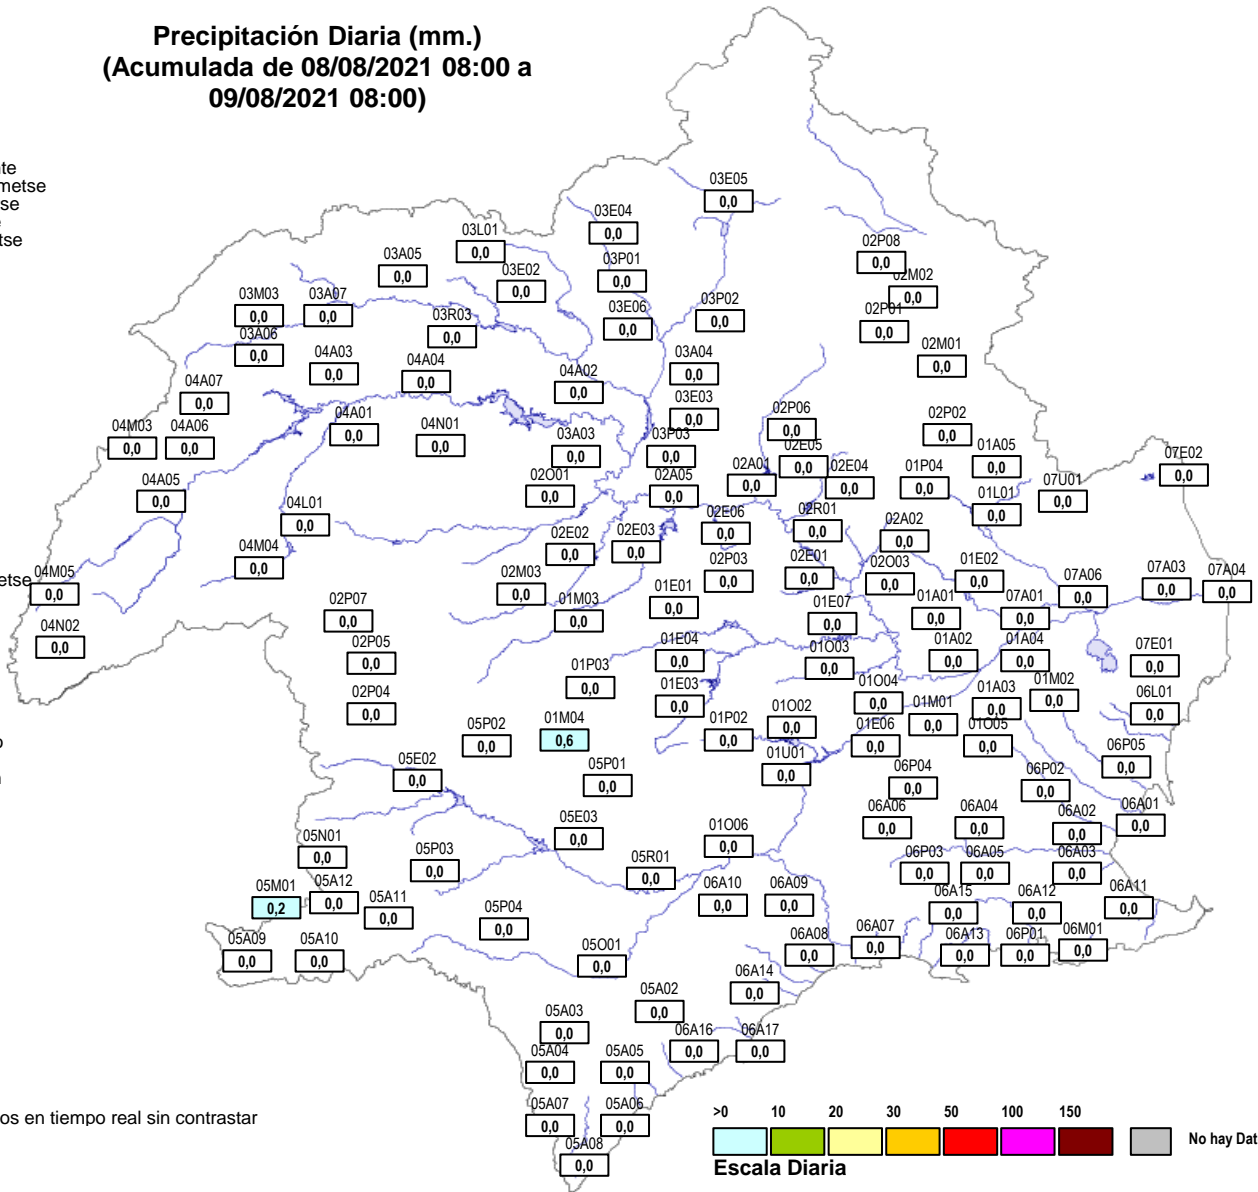 Precipitación Diaria (mm.)
(Acumulada de 08/08/2021 08:00 a
09/08/2021 08:00)
03E05
0,0
03E04
0,0
03L01
0,0
03P01
0,0
03A05
0,0
03E02
0,0
02P08
0,0
02M02
0,0
03M03
0,0
03A07
0,0
03R03
0,0
03E06
0,0
03P02
0,0
02P01
0,0
03A06
0,0
04A03
0,0
04A04
0,0
04A02
0,0
03A04
0,0
02M01
0,0
04A07
0,0
03E03
0,0
04M03
0,0
04A06
0,0
04A01
0,0
04N01
0,0
03A03
0,0
03P03
0,0
02P06
0,0
02E05
0,0
02P02
0,0
01A05
0,0
07E02
0,0
04A05
0,0
02O01
0,0
02A05
0,0
02A01
0,0
02E04
0,0
01P04
0,0
01L01
0,0
07U01
0,0
04L01
0,0
02E06
0,0
02R01
0,0
02A02
0,0
04M04
0,0
02E02
0,0
02E03
0,0
metse
04M05
0,0
02M03
0,0
02P03
0,0
02E01
0,0
02O03
0,0
01E02
0,0
07A06
0,0
07A03
0,0
07A04
0,0
02P07
0,0
01M03
0,0
01E01
0,0
01E07
0,0
01A01
0,0
07A01
0,0
04N02
0,0
02P05
0,0
01E04
0,0
01O03
0,0
01A02
0,0
01A04
0,0
07E01
0,0
01P03
0,0
01E03
0,0
01O04
0,0
01A03
0,0
01M02
0,0
06L01
0,0
02P04
0,0
05P02
0,0
01M04
0,6
01P02
0,0
01O02
0,0
01E06
0,0
01M01
0,0
01O05
0,0
05E02
0,0
05P01
0,0
01U01
0,0
06P04
0,0
06P02
0,0
06P05
0,0
05E03
0,0
01O06
0,0
06A06
0,0
06A04
0,0
06A02
0,0
06A01
0,0
05N01
0,0
05P03
0,0
05R01
0,0
06P03
0,0
06A05
0,0
06A03
0,0
05M01
0,2
05A12
0,0
05A11
0,0
05P04
0,0
06A10
0,0
06A09
0,0
06A15
0,0
06A12
0,0
06A11
0,0
05A09
0,0
05A10
0,0
05O01
0,0
06A08
0,0
06A07
0,0
06A13
0,0
06P01
0,0
06M01
0,0
06A14
0,0
05A03
0,0
05A02
0,0
06A16
0,0
06A17
0,0
05A04
0,0
05A05
0,0
05A07
0,0
05A06
0,0
05A08
0,0
os en tiempo real sin contrastar
>0 10 20 30 50 100 150
No hay Dat
Escala Diaria